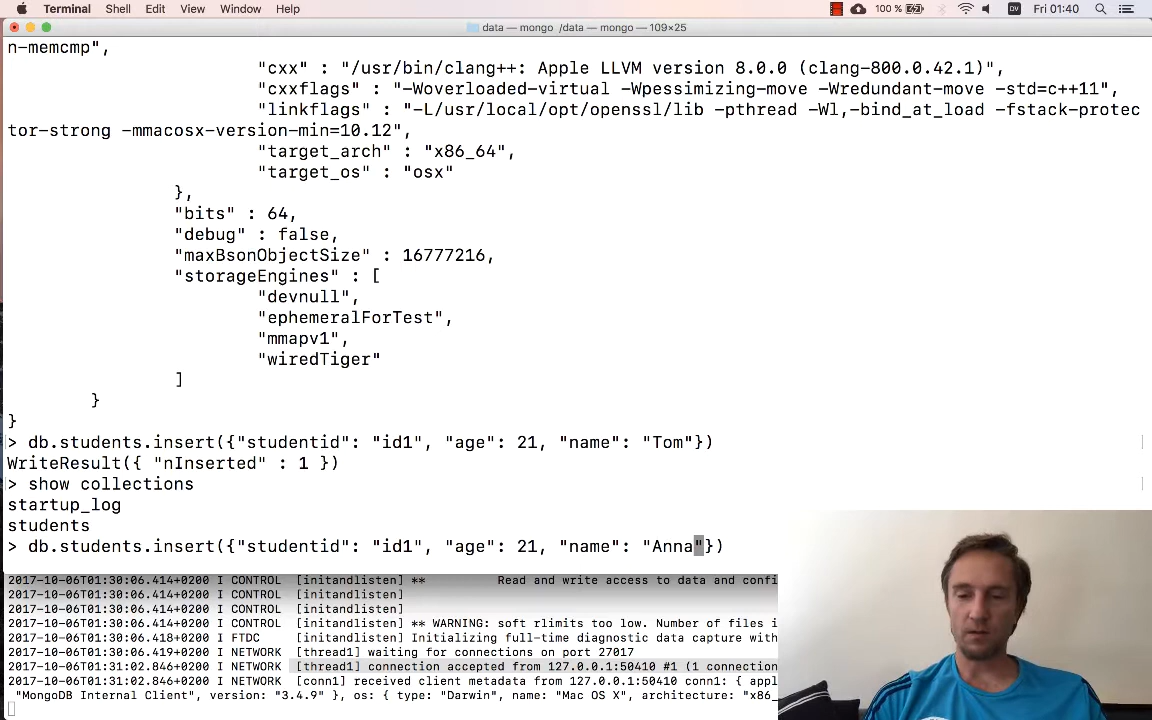 Terminal Shell Edit View Window Help 100 % DV Fri 01:40
data — mongo /data — mongo — 109×25
n-memcmp",
"cxx" : "/usr/bin/clang++: Apple LLVM version 8.0.0 (clang-800.0.42.1)",
"cxxflags" : "-Woverloaded-virtual -Wpessimizing-move -Wredundant-move -std=c++11",
"linkflags" : "-L/usr/local/opt/openssl/lib -pthread -Wl,-bind_at_load -fstack-protec
tor-strong -mmacosx-version-min=10.12",
"target_arch" : "x86_64",
"target_os" : "osx"
},
"bits" : 64,
"debug" : false,
"maxBsonObjectSize" : 16777216,
"storageEngines" : [
"devnull",
"ephemeralForTest",
"mmapv1",
"wiredTiger"
]
}
}
> db.students.insert({"studentid": "id1", "age": 21, "name": "Tom"})
WriteResult({ "nInserted" : 1 })
> show collections
startup_log
students
> db.students.insert({"studentid": "id1", "age": 21, "name": "Anna"})
2017-10-06T01:30:06.414+0200 I CONTROL [initandlisten] ** Read and write access to data and confi
2017-10-06T01:30:06.414+0200 I CONTROL [initandlisten]
2017-10-06T01:30:06.414+0200 I CONTROL [initandlisten]
2017-10-06T01:30:06.414+0200 I CONTROL [initandlisten] ** WARNING: soft rlimits too low. Number of files i
2017-10-06T01:30:06.418+0200 I FTDC [initandlisten] Initializing full-time diagnostic data capture with
2017-10-06T01:30:06.419+0200 I NETWORK [thread1] waiting for connections on port 27017
2017-10-06T01:31:02.846+0200 I NETWORK [thread1] connection accepted from 127.0.0.1:50410 #1 (1 connection
2017-10-06T01:31:02.846+0200 I NETWORK [conn1] received client metadata from 127.0.0.1:50410 conn1: { appl
"MongoDB Internal Client", version: "3.4.9" }, os: { type: "Darwin", name: "Mac OS X", architecture: "x86_